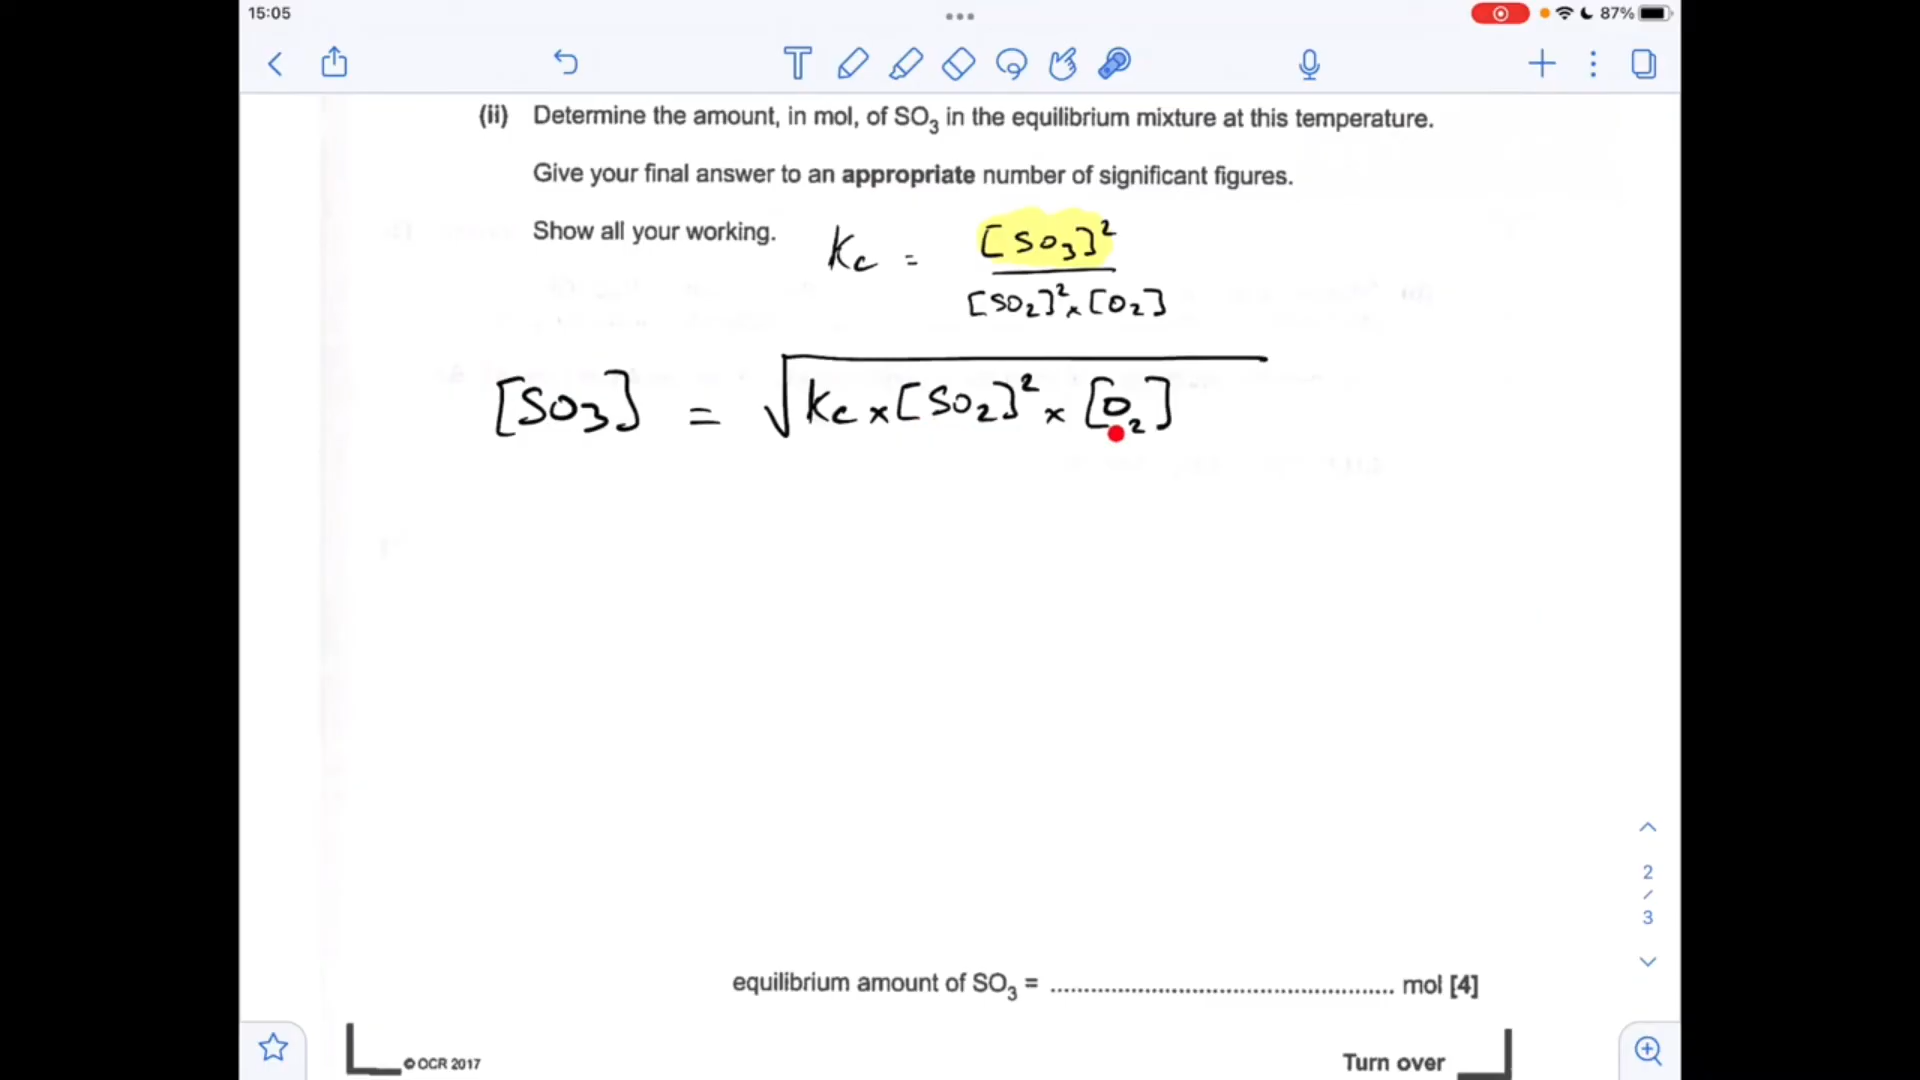 15:05
87%
(ii) Determine the amount, in mol, of SO₃ in the equilibrium mixture at this temperature.
Give your final answer to an appropriate number of significant figures.
Show all your working.
Kc = [SO₃]²
[SO₂]² × [O₂]
[SO₃] = √Kc × [SO₂]² × [O₂]
2
/
3
equilibrium amount of SO₃ = .................................................... mol [4]
© OCR 2017
Turn over